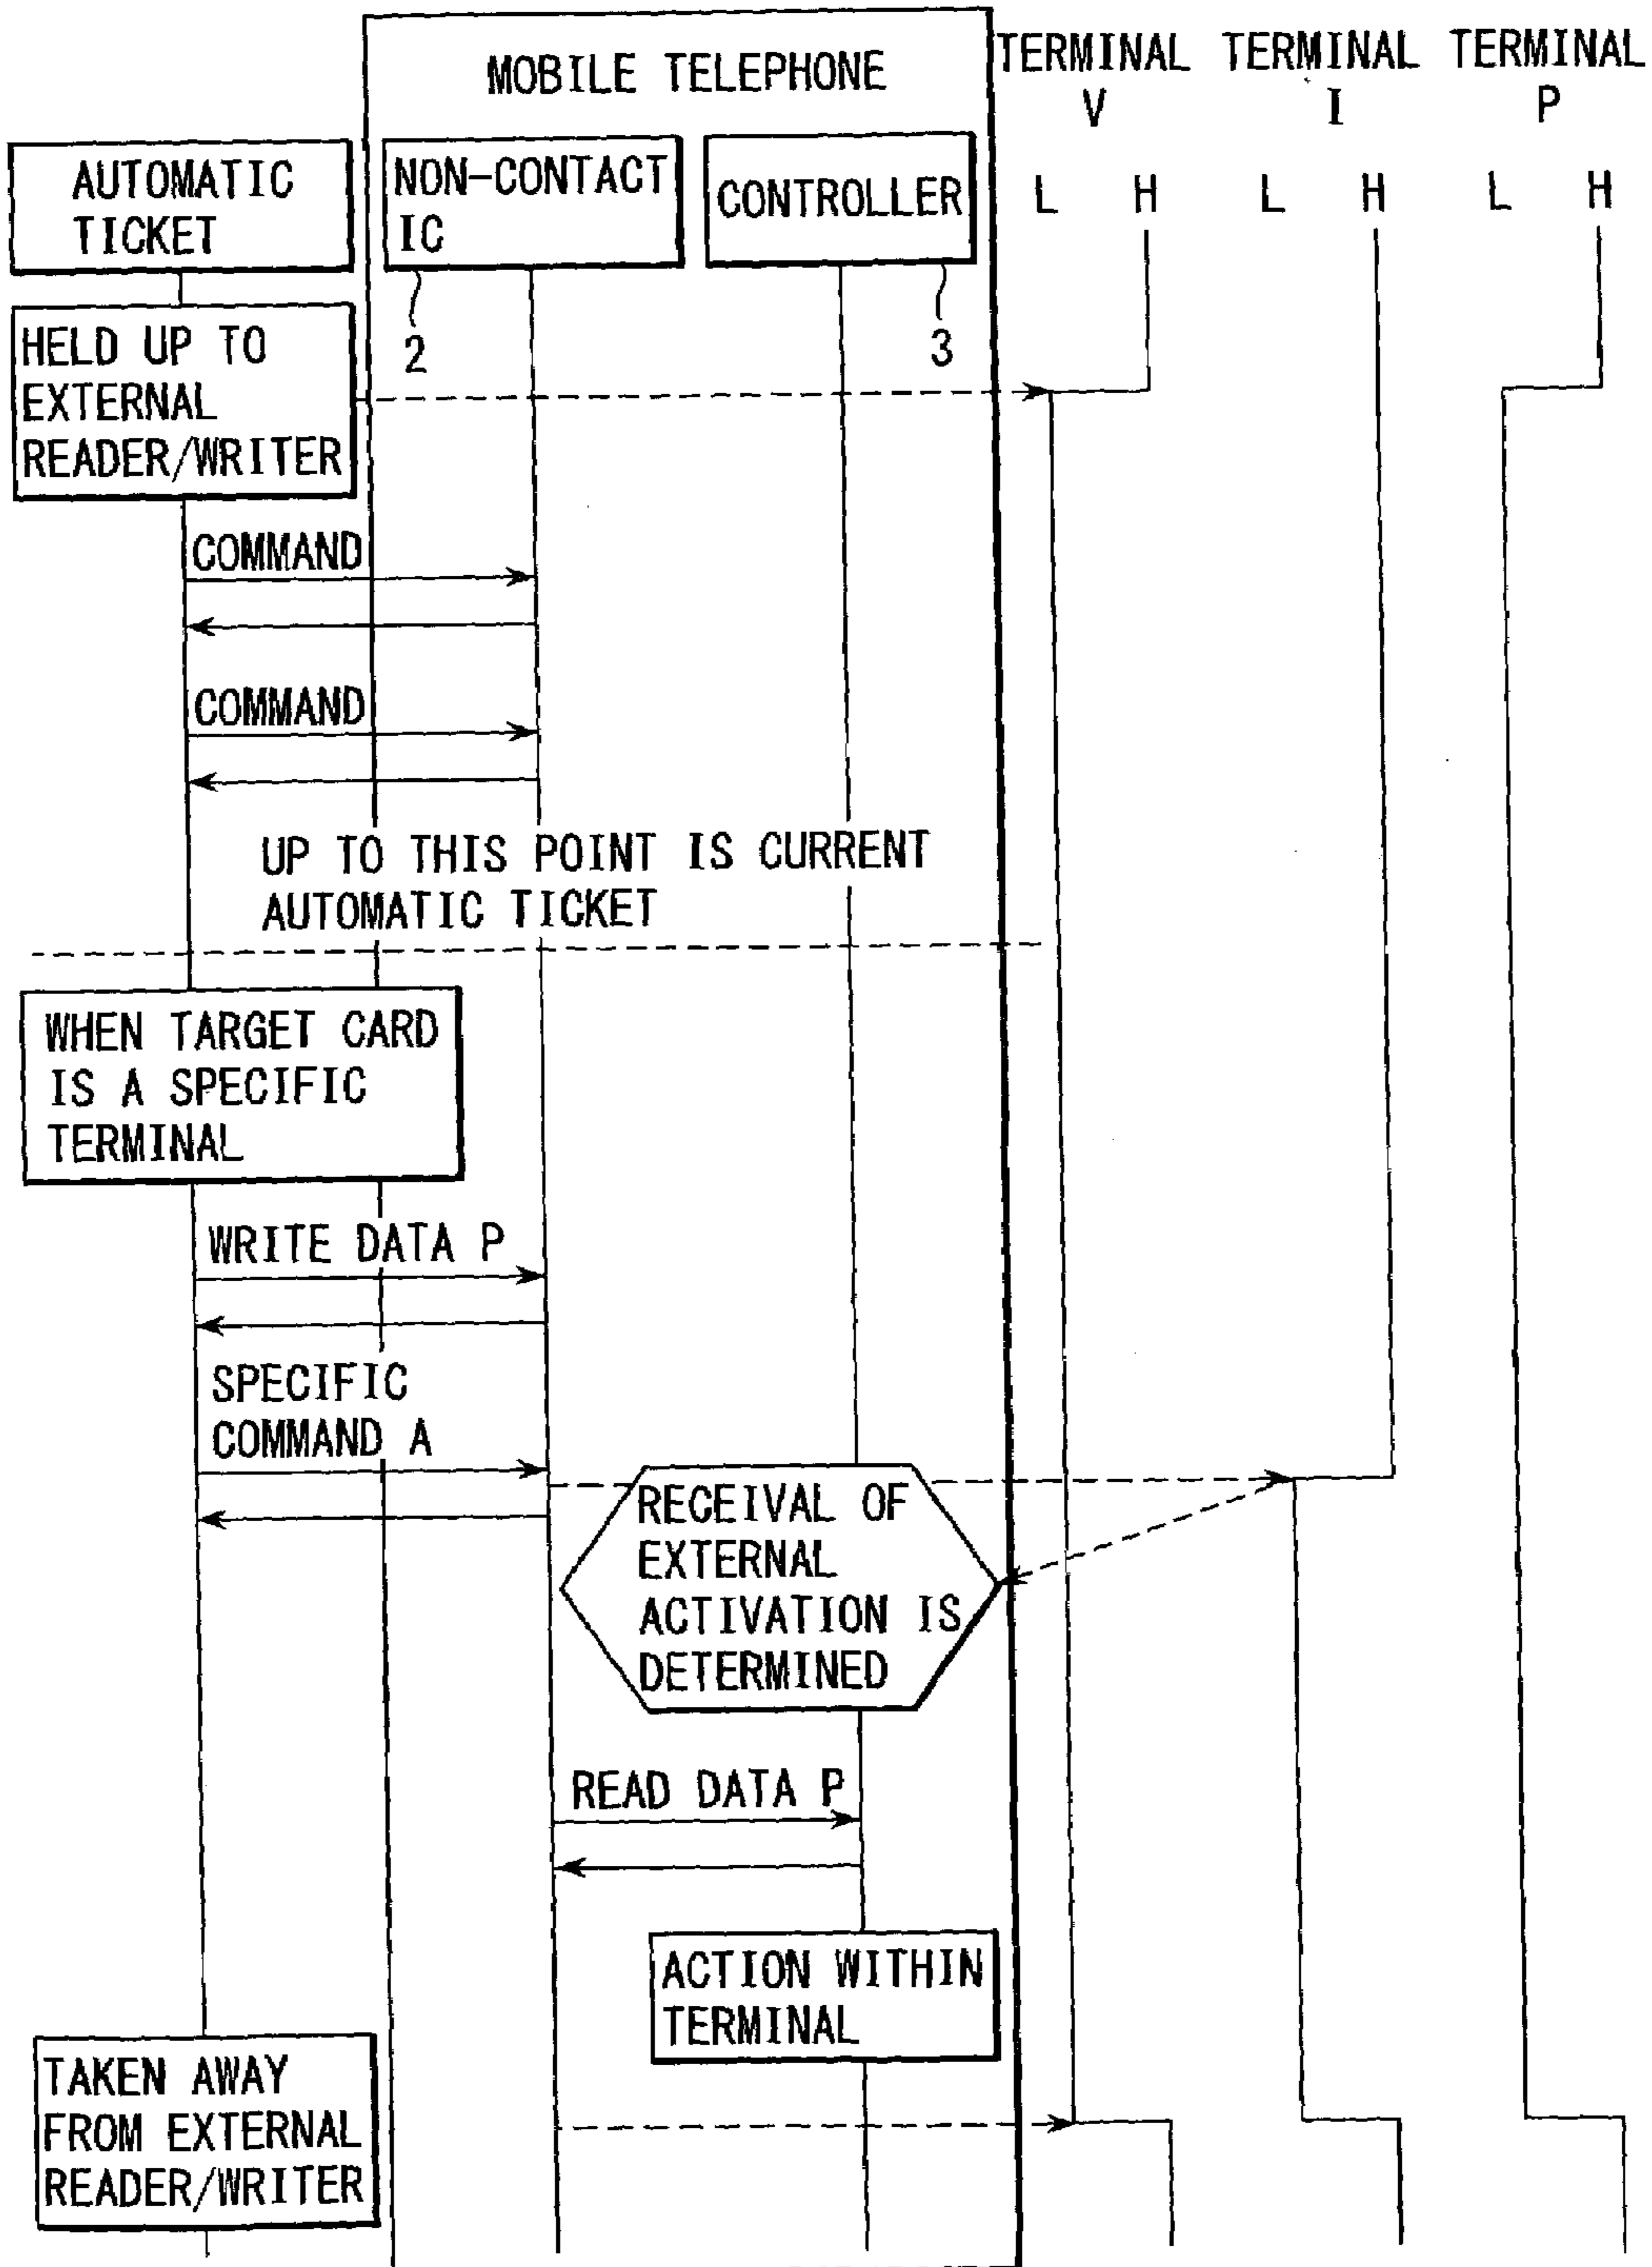 MOBILE TELEPHONE
TERMINAL TERMINAL TERMINAL
V I P
AUTOMATIC
TICKET
NON-CONTACT
IC
CONTROLLER
L H L H L H
2
3
HELD UP TO
EXTERNAL
READER/WRITER
COMMAND
COMMAND
UP TO THIS POINT IS CURRENT
AUTOMATIC TICKET
WHEN TARGET CARD
IS A SPECIFIC
TERMINAL
WRITE DATA P
SPECIFIC
COMMAND A
RECEIVAL OF
EXTERNAL
ACTIVATION IS
DETERMINED
READ DATA P
ACTION WITHIN
TERMINAL
TAKEN AWAY
FROM EXTERNAL
READER/WRITER